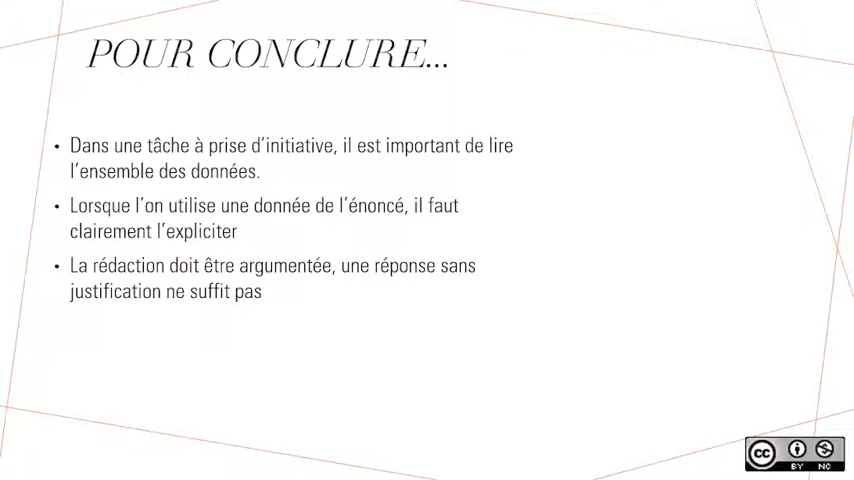 POUR CONCLURE...
• Dans une tâche à prise d'initiative, il est important de lire
l'ensemble des données.
• Lorsque l'on utilise une donnée de l'énoncé, il faut
clairement l'expliciter
• La rédaction doit être argumentée, une réponse sans
justification ne suffit pas
cc
BY NC